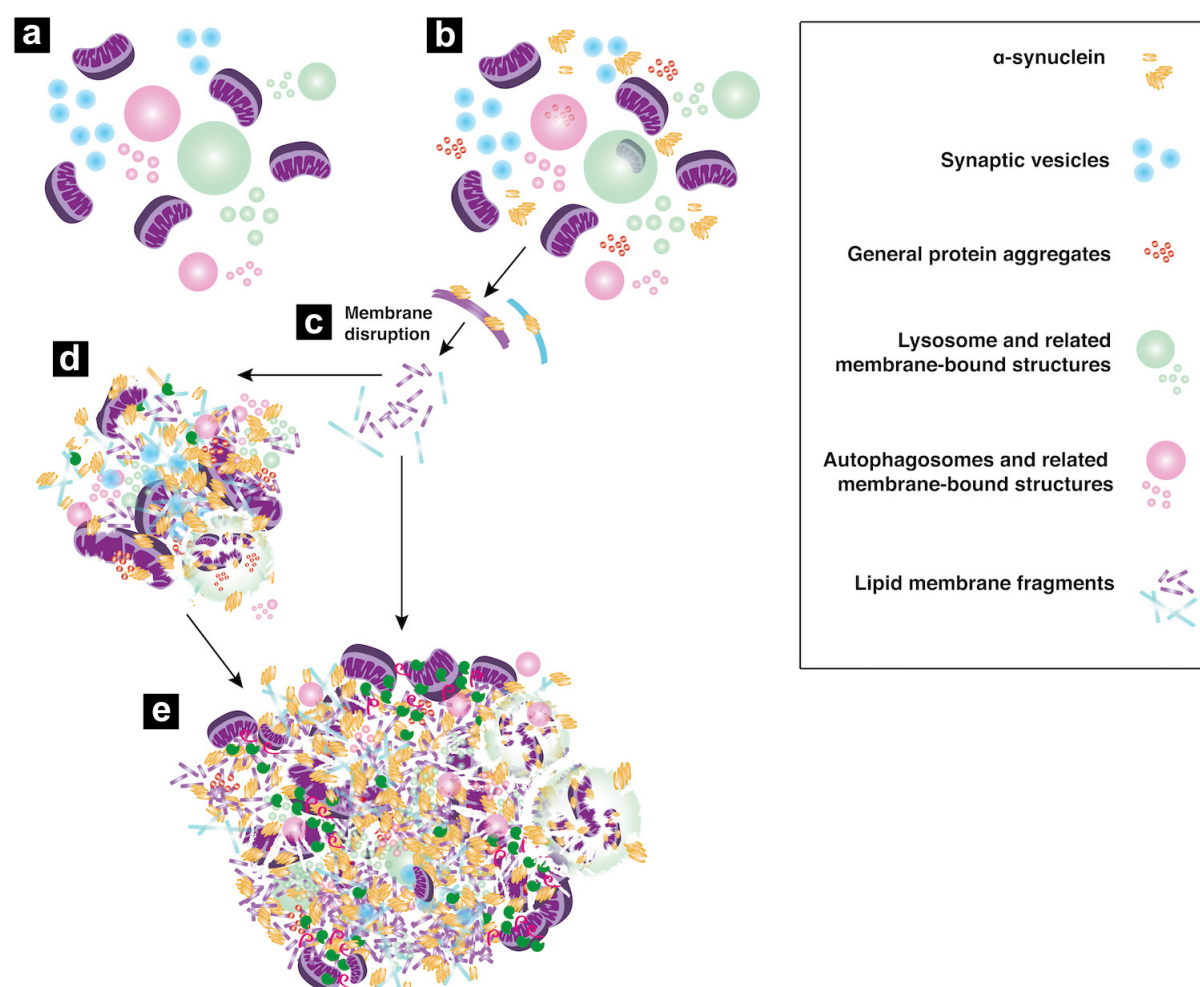 a
b
c
Membrane
disruption
d
e
α-synuclein
Synaptic vesicles
General protein aggregates
Lysosome and related
membrane-bound structures
Autophagosomes and related
membrane-bound structures
Lipid membrane fragments